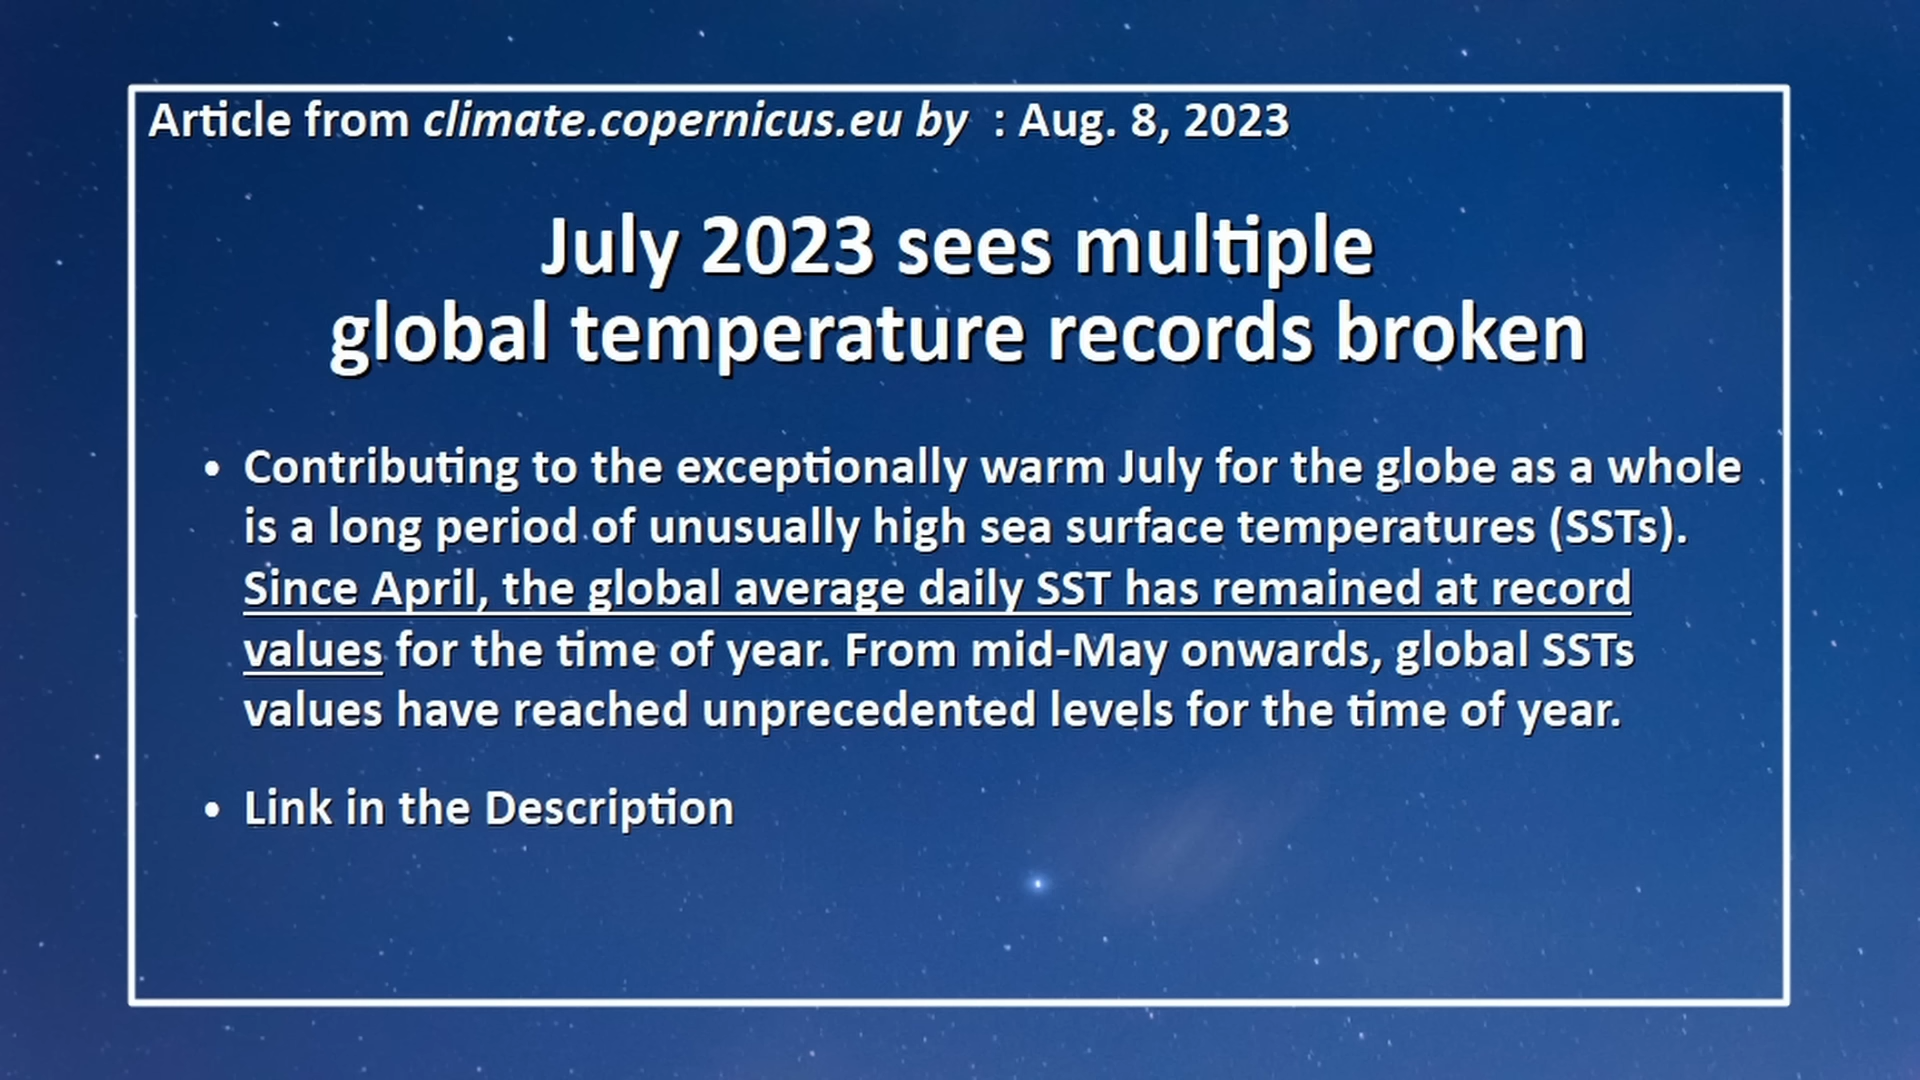 Article from climate.copernicus.eu by : Aug. 8, 2023
July 2023 sees multiple
global temperature records broken
• Contributing to the exceptionally warm July for the globe as a whole
is a long period of unusually high sea surface temperatures (SSTs).
Since April, the global average daily SST has remained at record
values for the time of year. From mid-May onwards, global SSTs
values have reached unprecedented levels for the time of year.
• Link in the Description